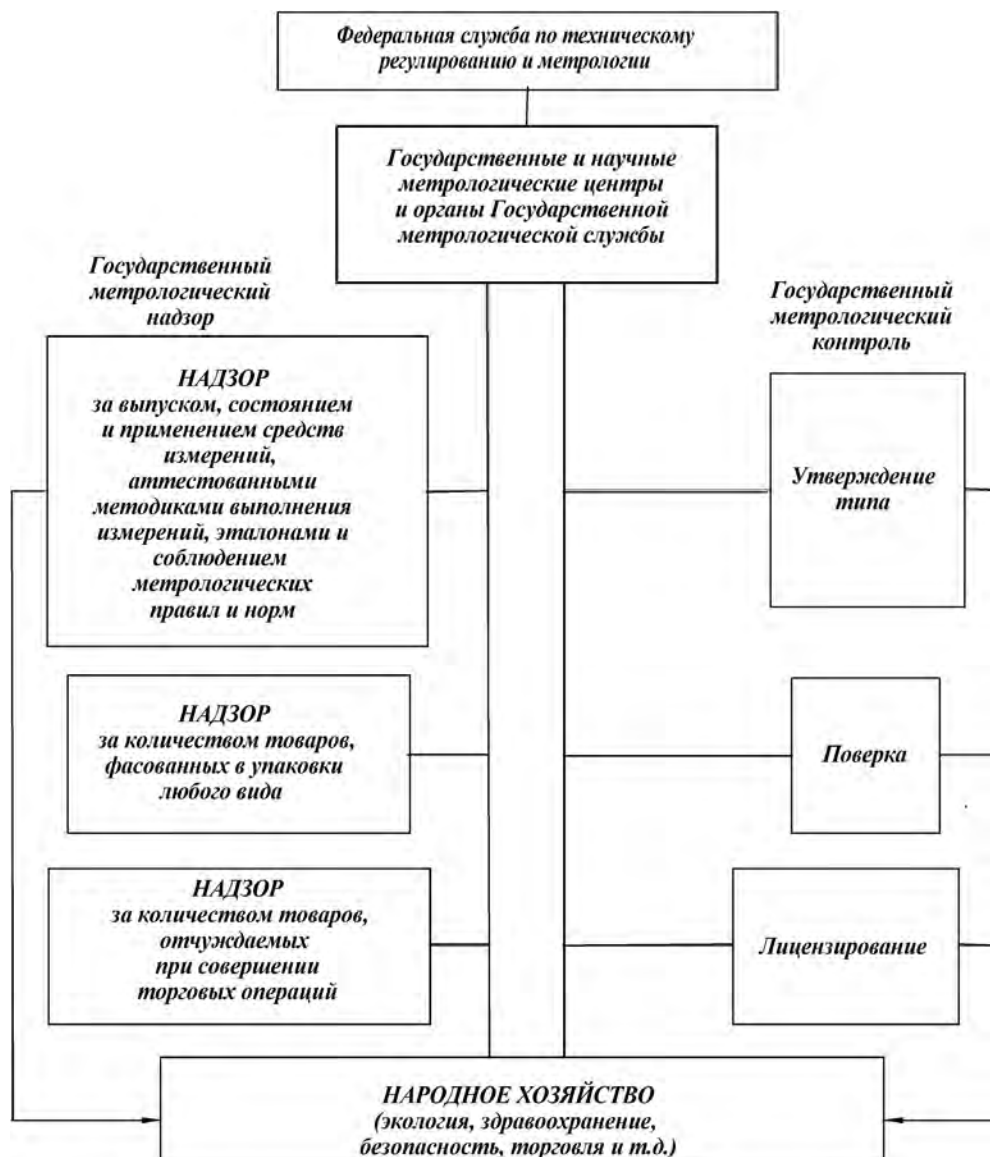 Федеральная служба по техническому
регулированию и метрологии
Государственные и научные
метрологические центры
и органы Государственной
метрологической службы
Государственный
метрологический
надзор
НАДЗОР
за выпуском, состоянием
и применением средств
измерений,
аттестованными
методиками выполнения
измерений, эталонами и
соблюдением
метрологических
правил и норм
НАДЗОР
за количеством товаров,
фасованных в упаковки
любого вида
НАДЗОР
за количеством товаров,
отчуждаемых
при совершении
торговых операций
Государственный
метрологический
контроль
Утверждение
типа
Поверка
Лицензирование
НАРОДНОЕ ХОЗЯЙСТВО
(экология, здравоохранение,
безопасность, торговля и т.д.)